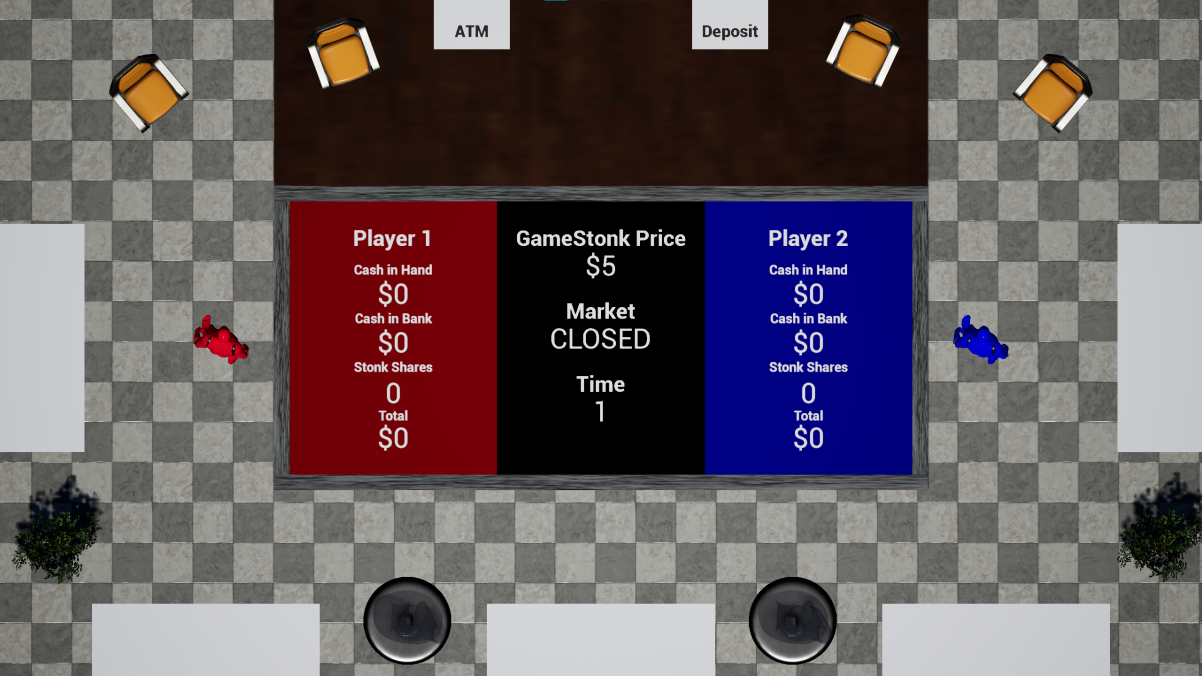 ATM
Deposit
Player 1
Cash in Hand
$0
Cash in Bank
$0
Stonk Shares
0
Total
$0
GameStonk Price
$5
Market
CLOSED
Time
1
Player 2
Cash in Hand
$0
Cash in Bank
$0
Stonk Shares
0
Total
$0